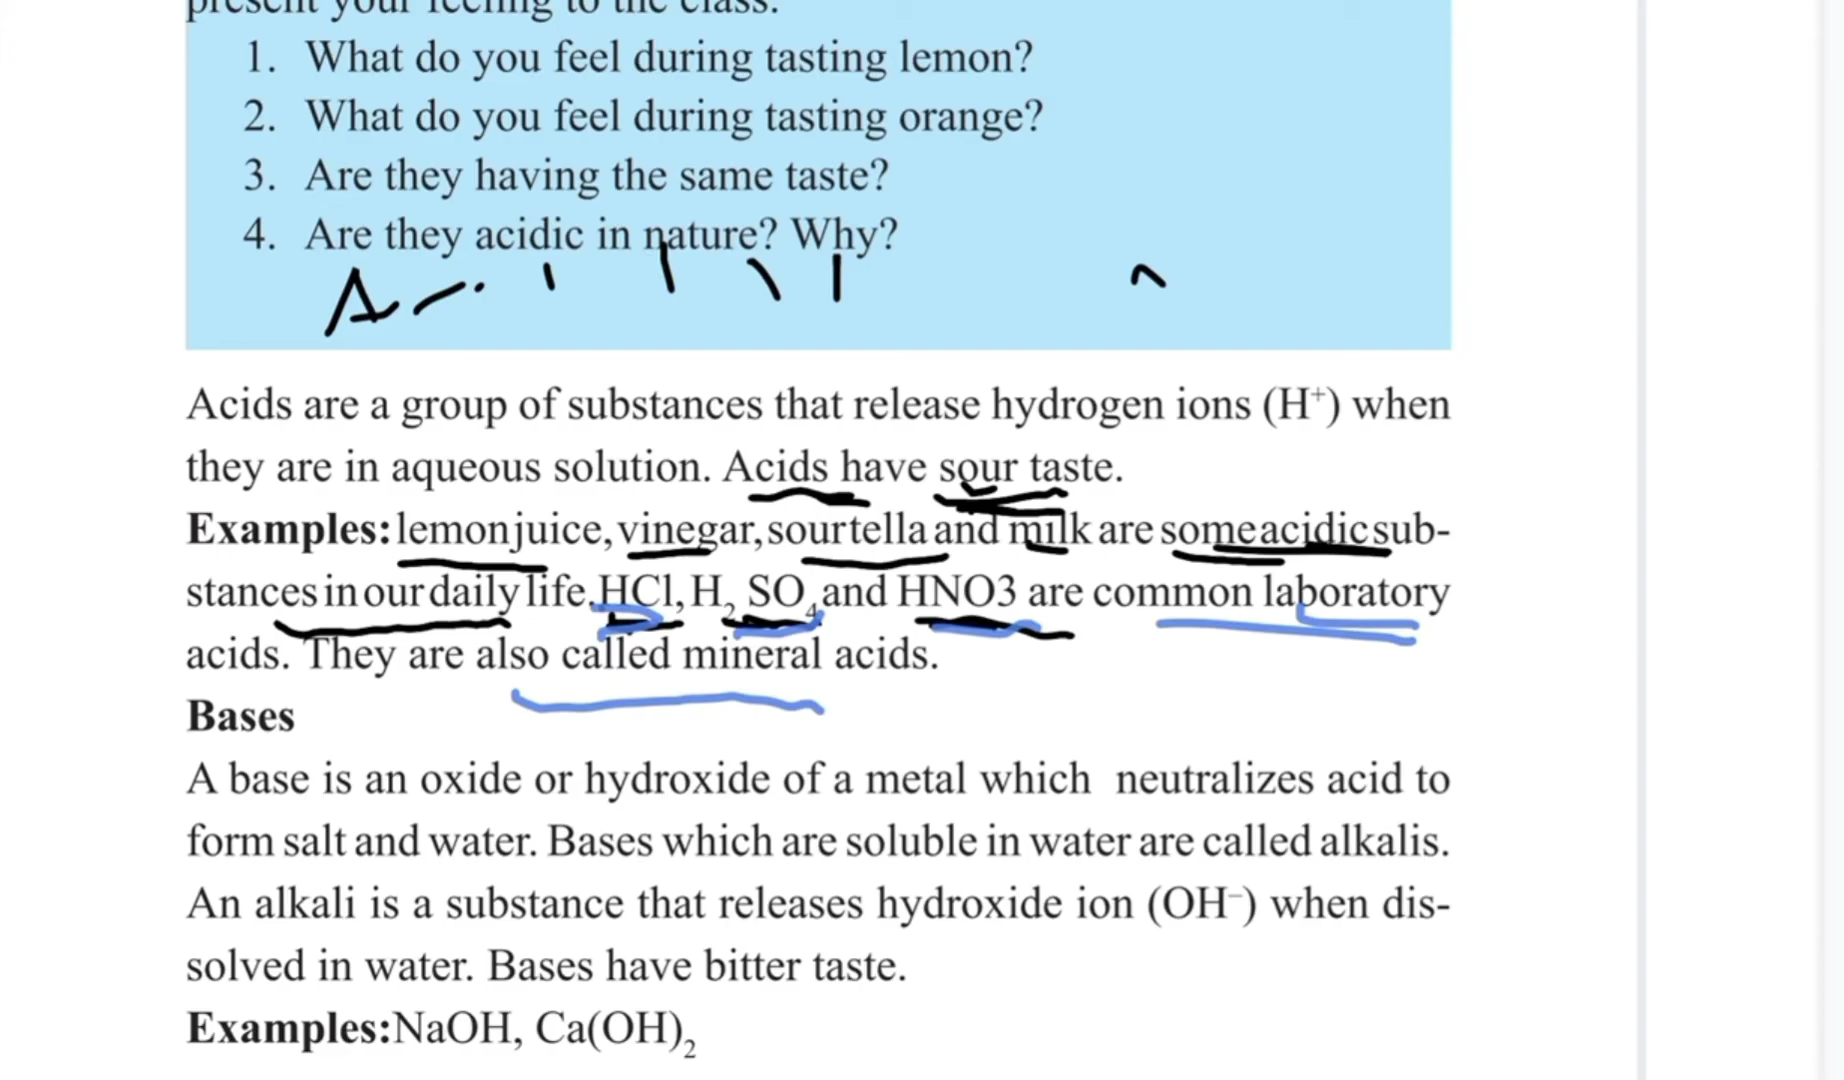 present your feeling to the class.
1. What do you feel during tasting lemon?
2. What do you feel during tasting orange?
3. Are they having the same taste?
4. Are they acidic in nature? Why?
Acids are a group of substances that release hydrogen ions (H⁺) when
they are in aqueous solution. Acids have sour taste.
Examples: lemon juice, vinegar, sour tella and milk are some acidic sub-
stances in our daily life. HCl, H₂ SO₄ and HNO3 are common laboratory
acids. They are also called mineral acids.
Bases
A base is an oxide or hydroxide of a metal which neutralizes acid to
form salt and water. Bases which are soluble in water are called alkalis.
An alkali is a substance that releases hydroxide ion (OH⁻) when dis-
solved in water. Bases have bitter taste.
Examples:NaOH, Ca(OH)₂